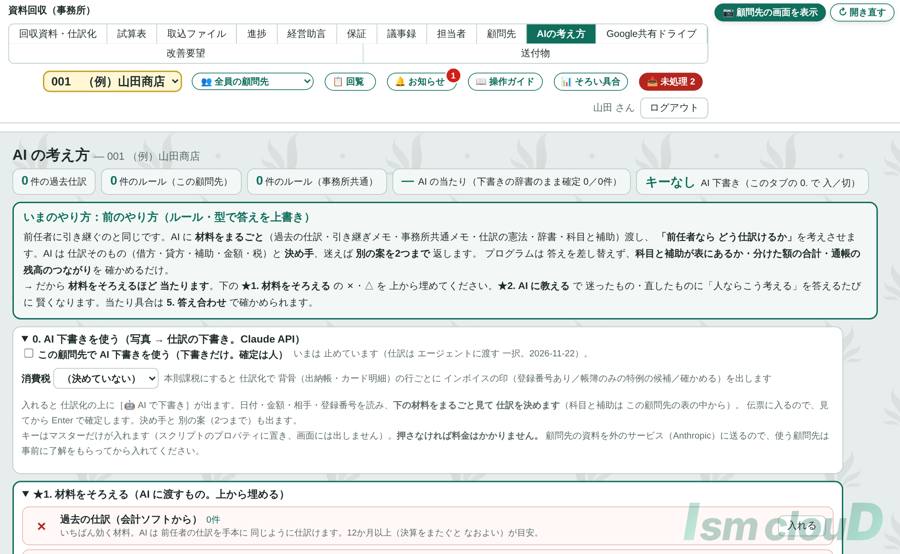 資料回収（事務所）
📷 顧問先の画面を表示
↻ 開き直す
回収資料・仕訳化 試算表 取込ファイル 進捗 経営助言 保証 議事録 担当者 顧問先 AIの考え方 Google共有ドライブ
改善要望 送付物
001 （例）山田商店 👥 全員の顧問先 📋 回覧 🔔 お知らせ 1 📖 操作ガイド 📊 そろい具合 📥 未処理 2
山田 さん ログアウト
AI の考え方 — 001 （例）山田商店
0 件の過去仕訳 0 件のルール（この顧問先） 0 件のルール（事務所共通） — AI の当たり（下書きの辞書のまま確定 0／0件） キーなし AI 下書き（このタブの 0. で 入／切）
いまのやり方：前のやり方（ルール・型で答えを上書き）
前任者に引き継ぐのと同じです。AI に 材料をまるごと（過去の仕訳・引き継ぎメモ・事務所共通メモ・仕訳の憲法・辞書・科目と補助）渡し、 「前任者なら どう仕訳けるか」を考えさせま
す。AI は 仕訳そのもの（借方・貸方・補助・金額・税）と 決め手、迷えば 別の案を2つまで 返します。 プログラムは 答えを差し替えず、科目と補助が表にあるか・分けた額の合計・通帳の
残高のつながりを 確かめるだけ。
→ だから 材料をそろえるほど 当たります。下の ★1. 材料をそろえる の ×・△ を 上から埋めてください。★2. AI に教える で 迷ったもの・直したものに「人ならこう考える」を答えるたび
に 賢くなります。当たり具合は 5. 答え合わせ で確かめられます。
▼ 0. AI 下書きを使う（写真 → 仕訳の下書き。Claude API）
この顧問先で AI 下書きを使う（下書きだけ。確定は人） いまは 止めています（仕訳は エージェントに渡す 一択。2026-11-22）。
消費税 （決めていない） 本則課税にすると 仕訳化で 背骨（出納帳・カード明細）の行ごとに インボイスの印（登録番号あり／帳簿のみの特例の候補／確かめる）を出します
入れると 仕訳化の上に［🤖 AI で下書き］が出ます。日付・金額・相手・登録番号を読み、下の材料をまるごと見て 仕訳を決めます（科目と補助は この顧問先の表の中から）。 伝票に入るので、見
てから Enter で確定します。決め手と 別の案（2つまで）も出ます。
キーはマスターだけが入れます（スクリプトのプロパティに置き、画面には出しません）。押さなければ料金はかかりません。 顧問先の資料を外のサービス（Anthropic）に送るので、使う顧問先は
事前に了解をもらってから入れてください。
▼ ★1. 材料をそろえる（AI に渡すもの。上から埋める）
× 過去の仕訳（会計ソフトから） 0件
いちばん効く材料。AI は 前任者の仕訳を手本に 同じように仕訳けます。12か月以上（決算をまたぐと なおよい）が目安。
入れる
Ism clouD